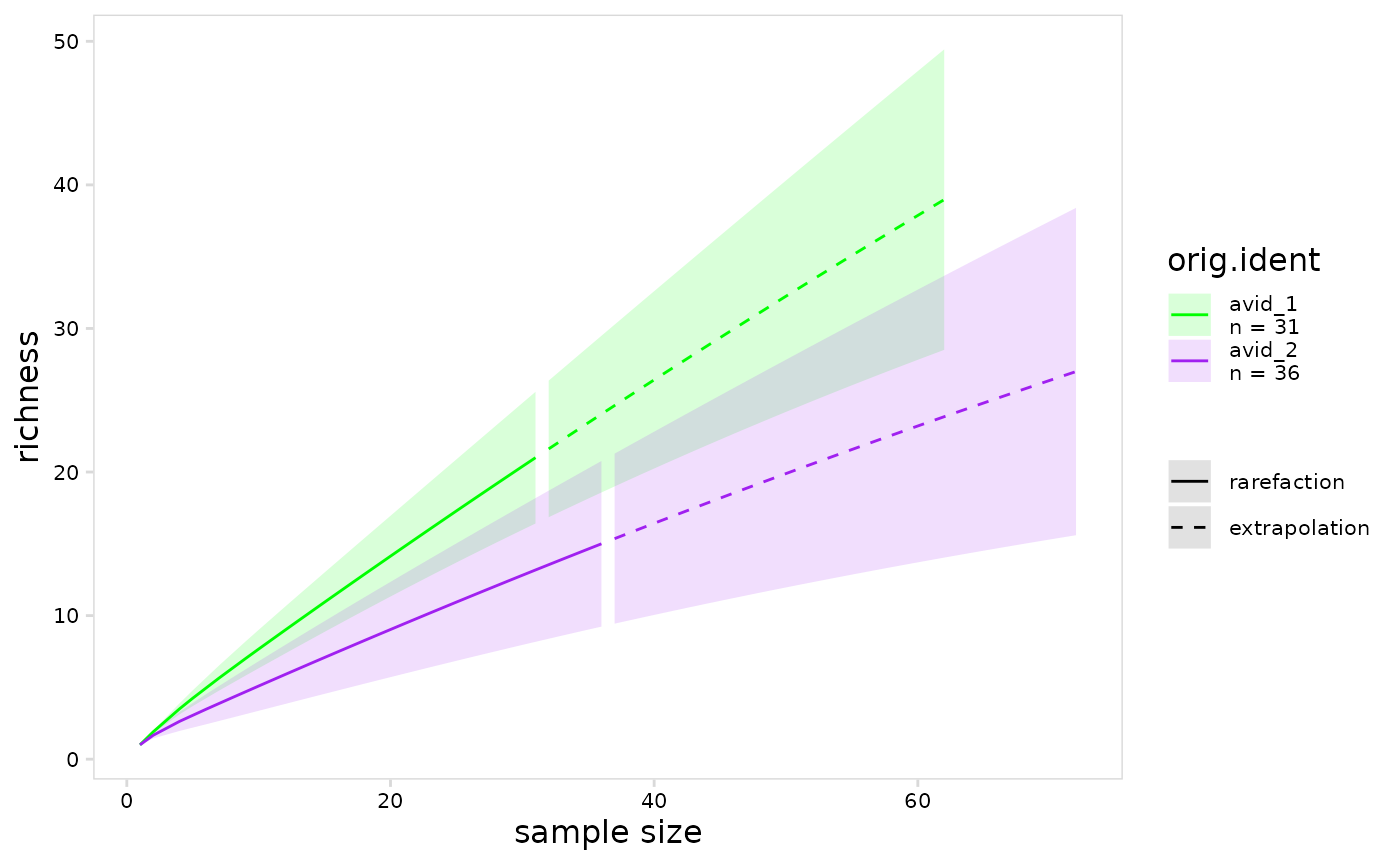 50
40
30
20
10
0
richness
0 20 40 60
sample size
orig.ident
avid_1
n = 31
avid_2
n = 36
rarefaction
extrapolation